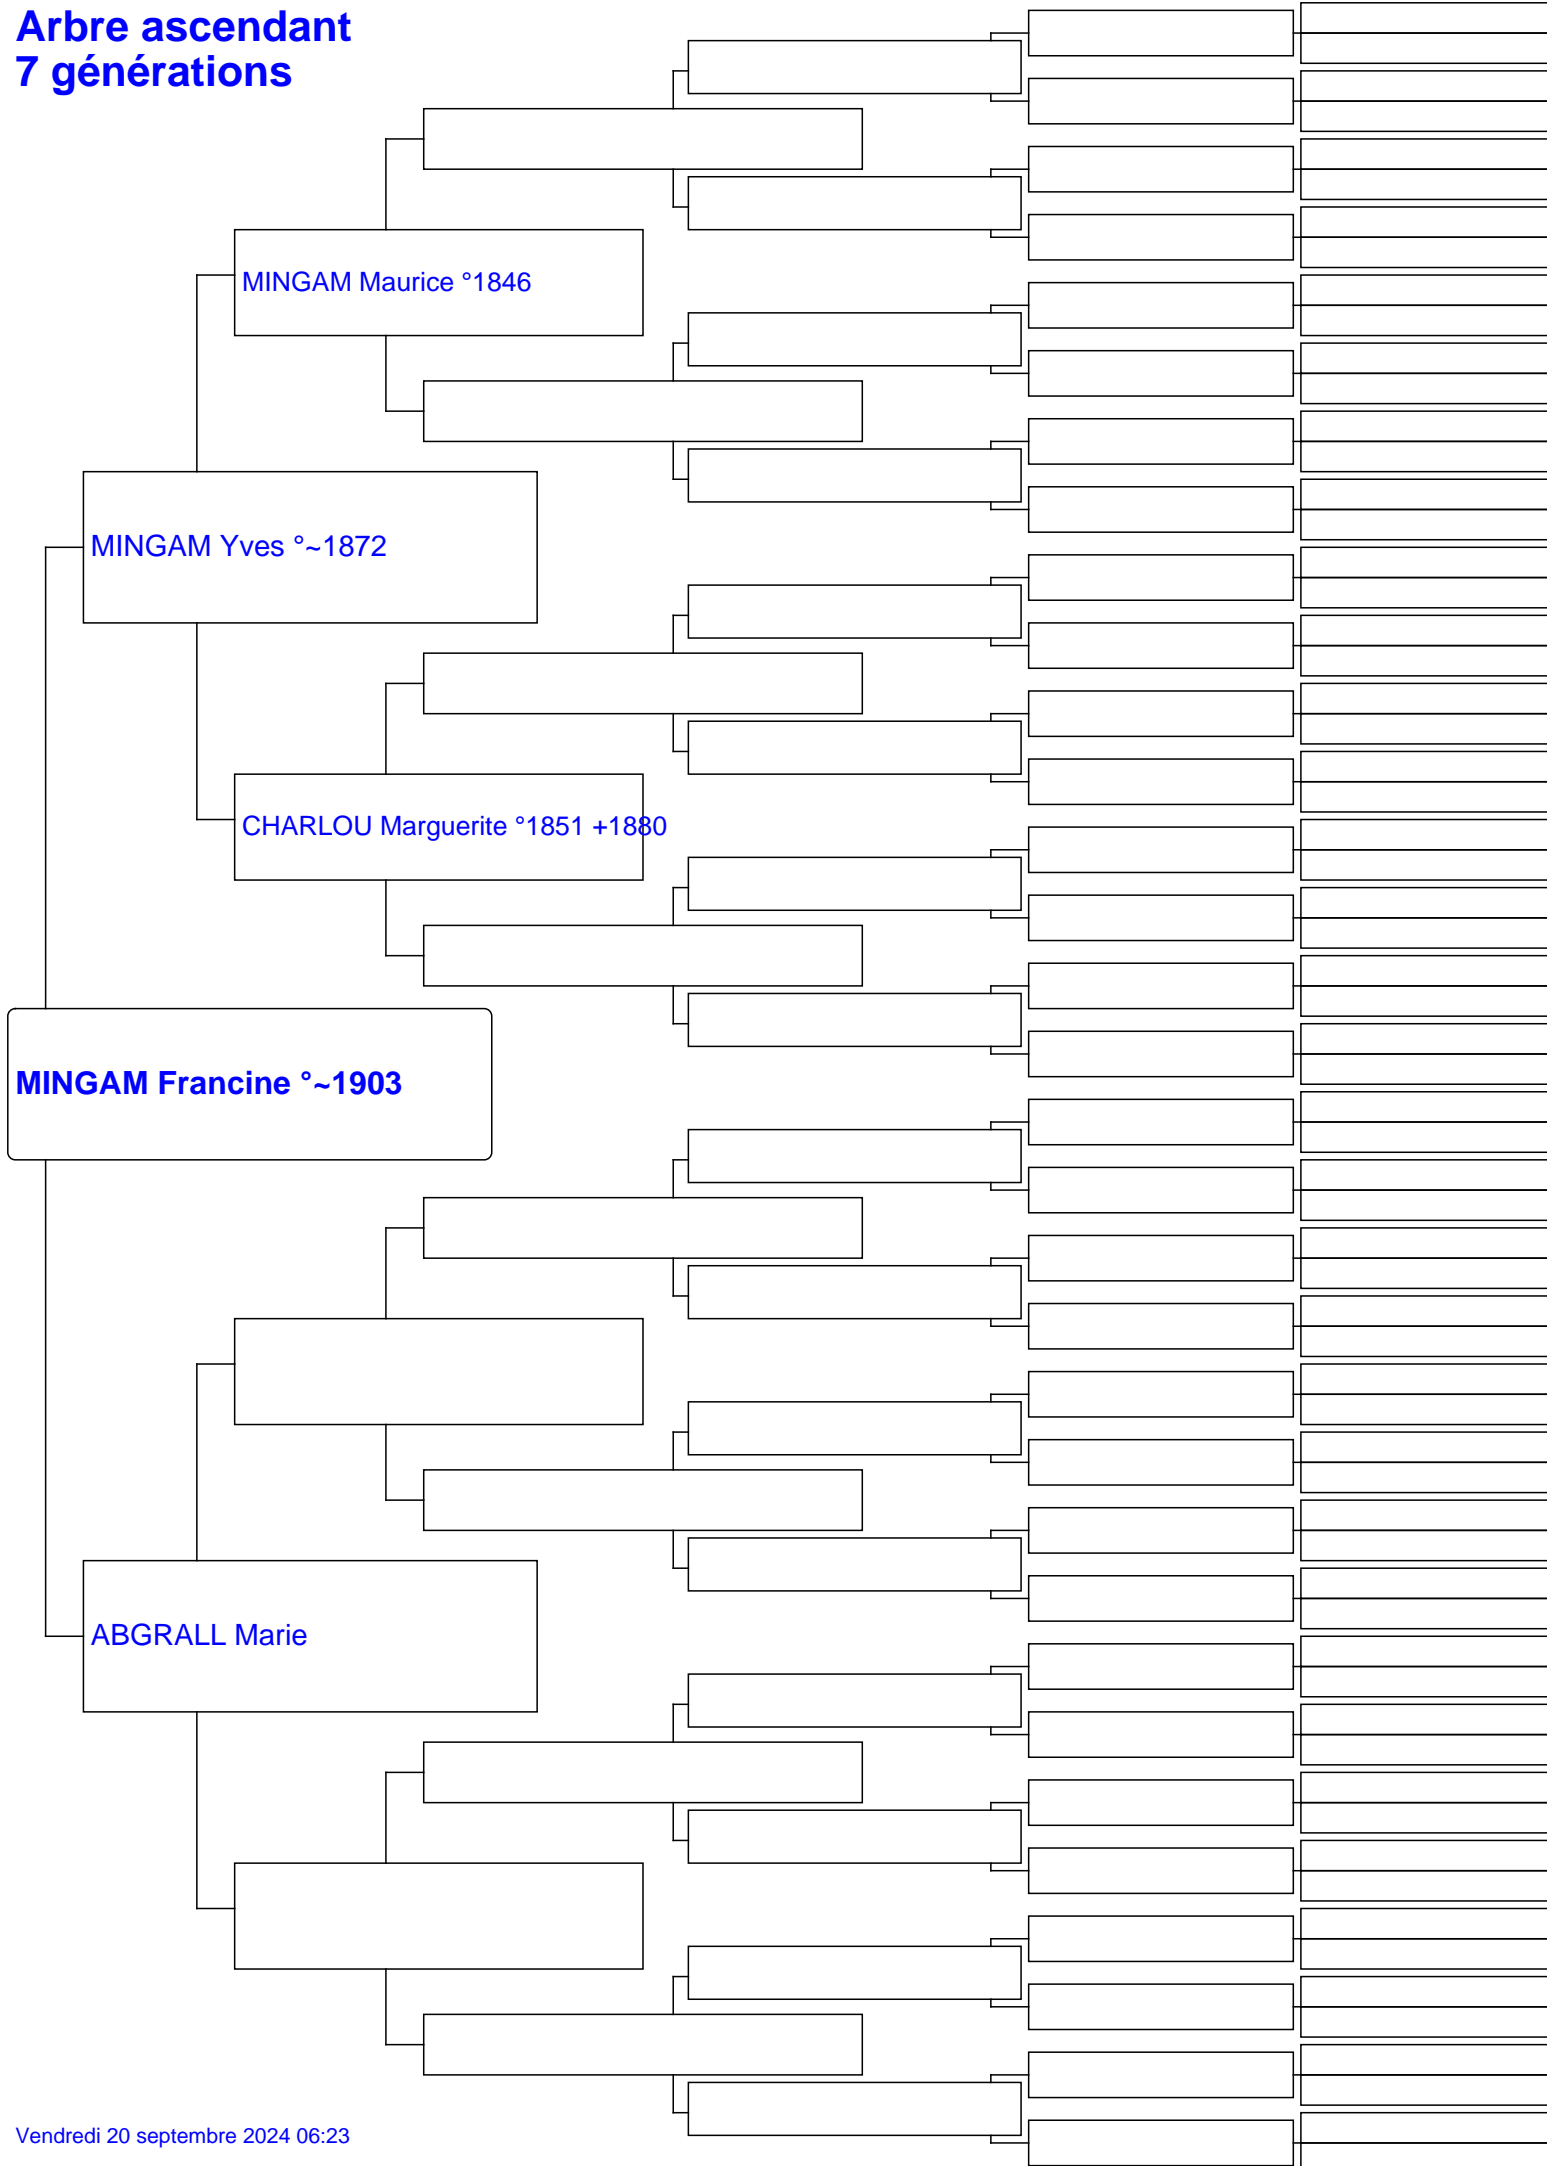 Arbre ascendant
7 générations
MINGAM Maurice °1846
MINGAM Yves °~1872
CHARLOU Marguerite °1851 +1880
MINGAM Francine °~1903
ABGRALL Marie
Vendredi 20 septembre 2024 06:23